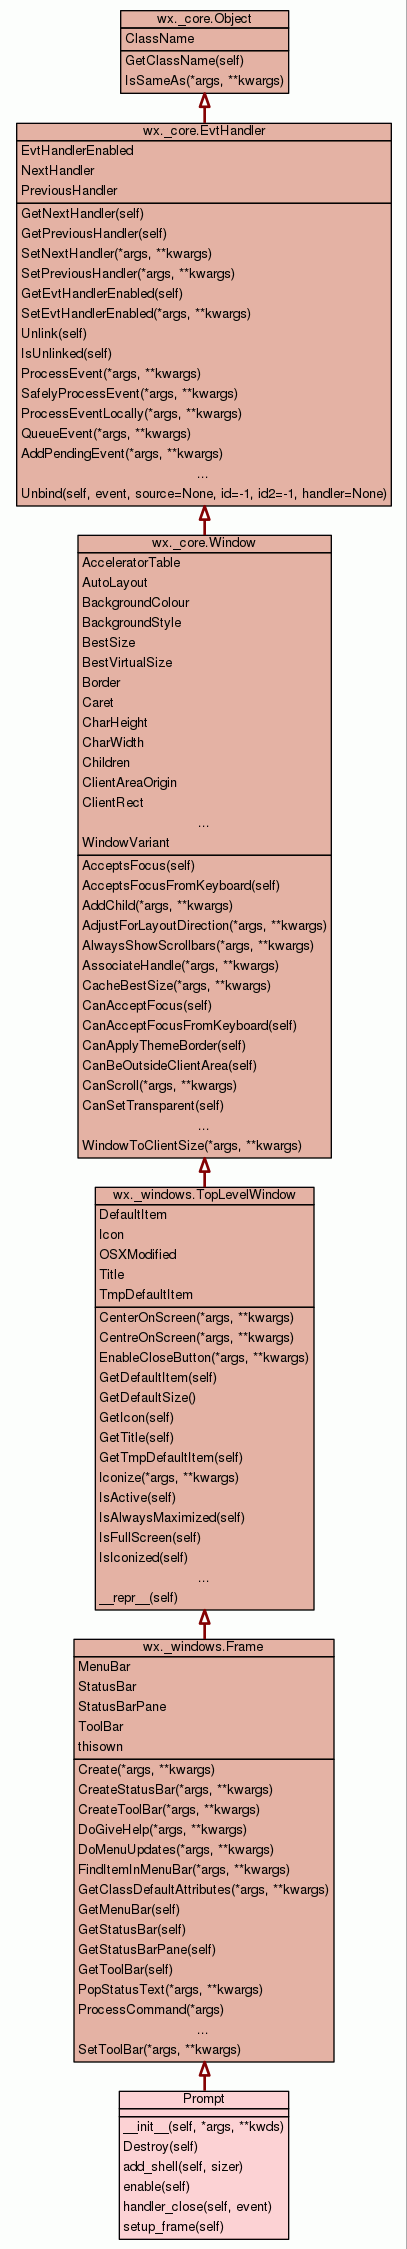 wx._core.Object
ClassName
GetClassName(self)
IsSameAs(*args, **kwargs)
wx._core.EvtHandler
EvtHandlerEnabled
NextHandler
PreviousHandler
GetNextHandler(self)
GetPreviousHandler(self)
SetNextHandler(*args, **kwargs)
SetPreviousHandler(*args, **kwargs)
GetEvtHandlerEnabled(self)
SetEvtHandlerEnabled(*args, **kwargs)
Unlink(self)
IsUnlinked(self)
ProcessEvent(*args, **kwargs)
SafelyProcessEvent(*args, **kwargs)
ProcessEventLocally(*args, **kwargs)
QueueEvent(*args, **kwargs)
AddPendingEvent(*args, **kwargs)
...
Unbind(self, event, source=None, id=-1, id2=-1, handler=None)
wx._core.Window
AcceleratorTable
AutoLayout
BackgroundColour
BackgroundStyle
BestSize
BestVirtualSize
Border
Caret
CharHeight
CharWidth
Children
ClientAreaOrigin
ClientRect
...
WindowVariant
AcceptsFocus(self)
AcceptsFocusFromKeyboard(self)
AddChild(*args, **kwargs)
AdjustForLayoutDirection(*args, **kwargs)
AlwaysShowScrollbars(*args, **kwargs)
AssociateHandle(*args, **kwargs)
CacheBestSize(*args, **kwargs)
CanAcceptFocus(self)
CanAcceptFocusFromKeyboard(self)
CanApplyThemeBorder(self)
CanBeOutsideClientArea(self)
CanScroll(*args, **kwargs)
CanSetTransparent(self)
...
WindowToClientSize(*args, **kwargs)
wx._windows.TopLevelWindow
DefaultItem
Icon
OSXModified
Title
TmpDefaultItem
CenterOnScreen(*args, **kwargs)
CentreOnScreen(*args, **kwargs)
EnableCloseButton(*args, **kwargs)
GetDefaultItem(self)
GetDefaultSize()
GetIcon(self)
GetTitle(self)
GetTmpDefaultItem(self)
Iconize(*args, **kwargs)
IsActive(self)
IsAlwaysMaximized(self)
IsFullScreen(self)
IsIconized(self)
...
__repr__(self)
wx._windows.Frame
MenuBar
StatusBar
StatusBarPane
ToolBar
thisown
Create(*args, **kwargs)
CreateStatusBar(*args, **kwargs)
CreateToolBar(*args, **kwargs)
DoGiveHelp(*args, **kwargs)
DoMenuUpdates(*args, **kwargs)
FindItemInMenuBar(*args, **kwargs)
GetClassDefaultAttributes(*args, **kwargs)
GetMenuBar(self)
GetStatusBar(self)
GetStatusBarPane(self)
GetToolBar(self)
PopStatusText(*args, **kwargs)
ProcessCommand(*args)
...
SetToolBar(*args, **kwargs)
Prompt
__init__(self, *args, **kwds)
Destroy(self)
add_shell(self, sizer)
enable(self)
handler_close(self, event)
setup_frame(self)